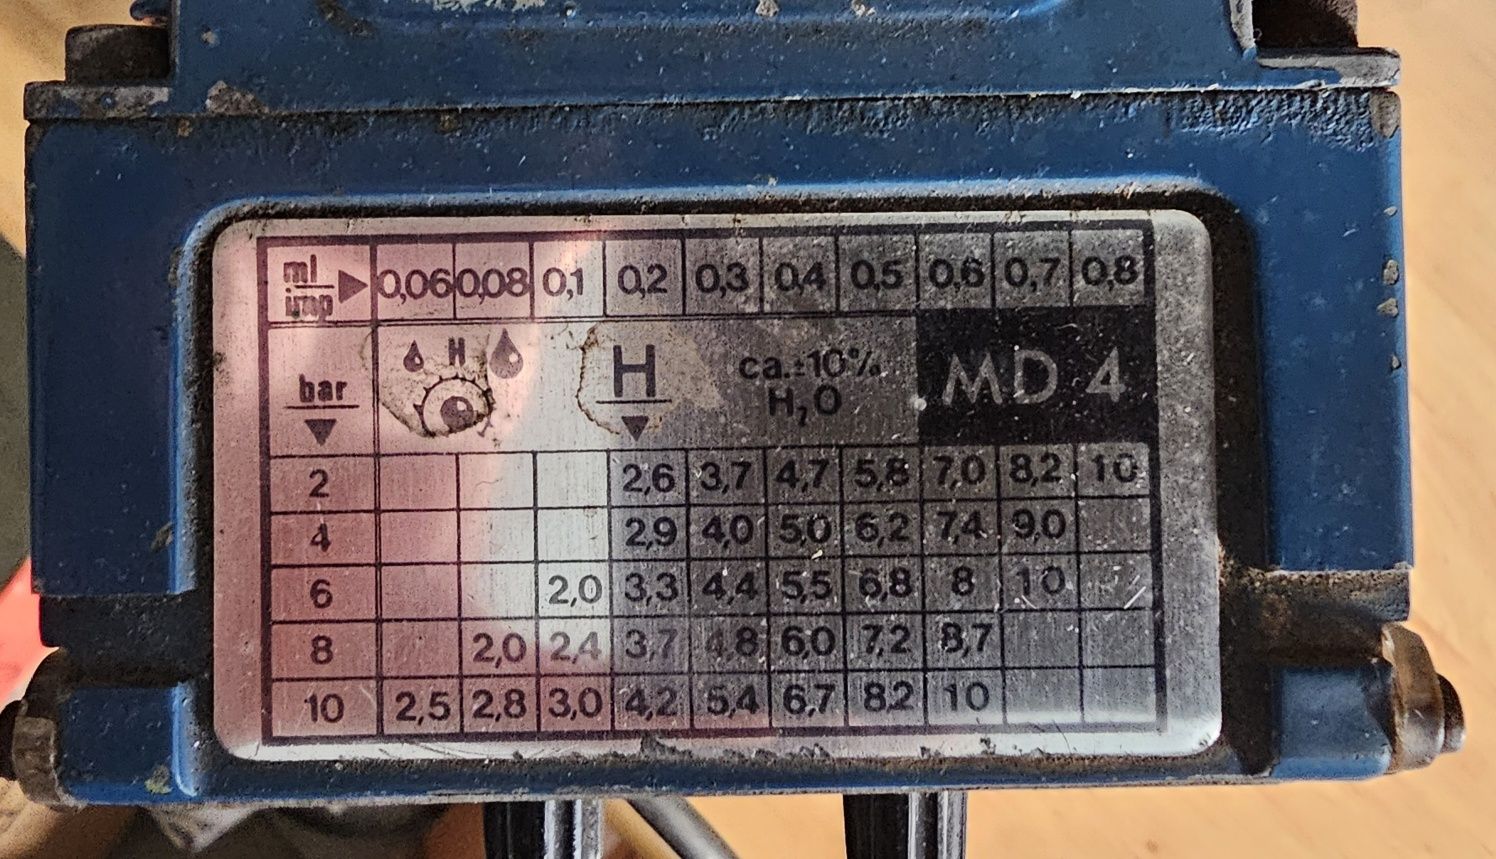 ml/imp 0,06 0,08 0,1 0,2 0,3 0,4 0,5 0,6 0,7 0,8
H
bar H ca.±10% MD 4
H₂O
2 2,6 3,7 4,7 5,8 7,0 8,2 10
4 2,9 4,0 5,0 6,2 7,4 9,0
6 2,0 3,3 4,4 5,5 6,8 8 10
8 2,0 2,4 3,7 4,8 6,0 7,2 8,7
10 2,5 2,8 3,0 4,2 5,4 6,7 8,2 10